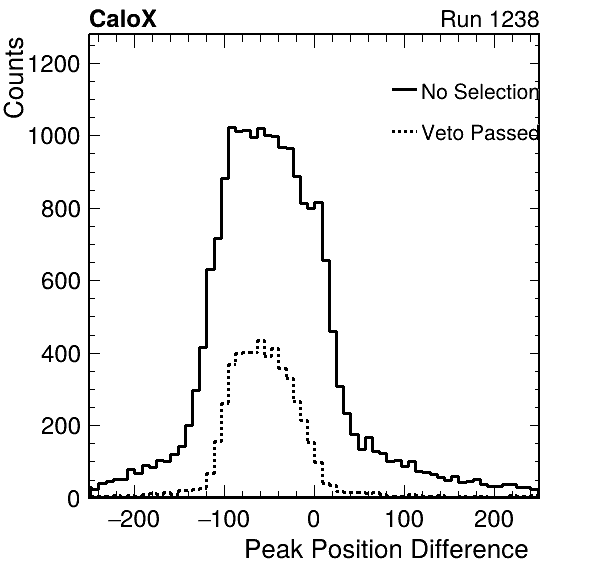 CaloX Run 1238
Counts
1200
1000
800
600
400
200
0
No Selection
Veto Passed
−200 −100 0 100 200
Peak Position Difference